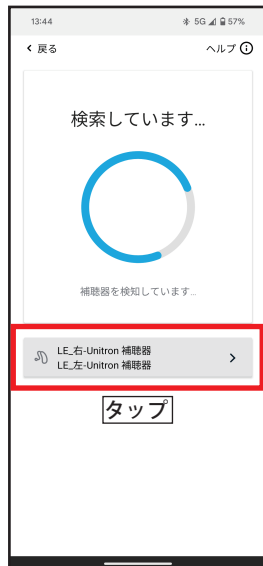 13:44 5G 57%
戻る ヘルプ
検索しています...
補聴器を検知しています...
LE_右-Unitron 補聴器
LE_左-Unitron 補聴器
タップ